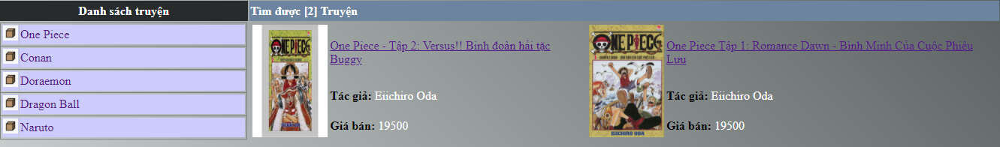 Danh sách truyện
One Piece
Conan
Doraemon
Dragon Ball
Naruto
Tìm được [2] Truyện
ONE PIECE
One Piece - Tập 2: Versus!! Binh đoàn hải tặc
Buggy
Tác giả: Eiichiro Oda
Giá bán: 19500
ONE PIECE
EIICHIRO ODA
One Piece Tập 1: Romance Dawn - Bình Minh Của Cuộc Phiêu
Lưu
Tác giả: Eiichiro Oda
Giá bán: 19500